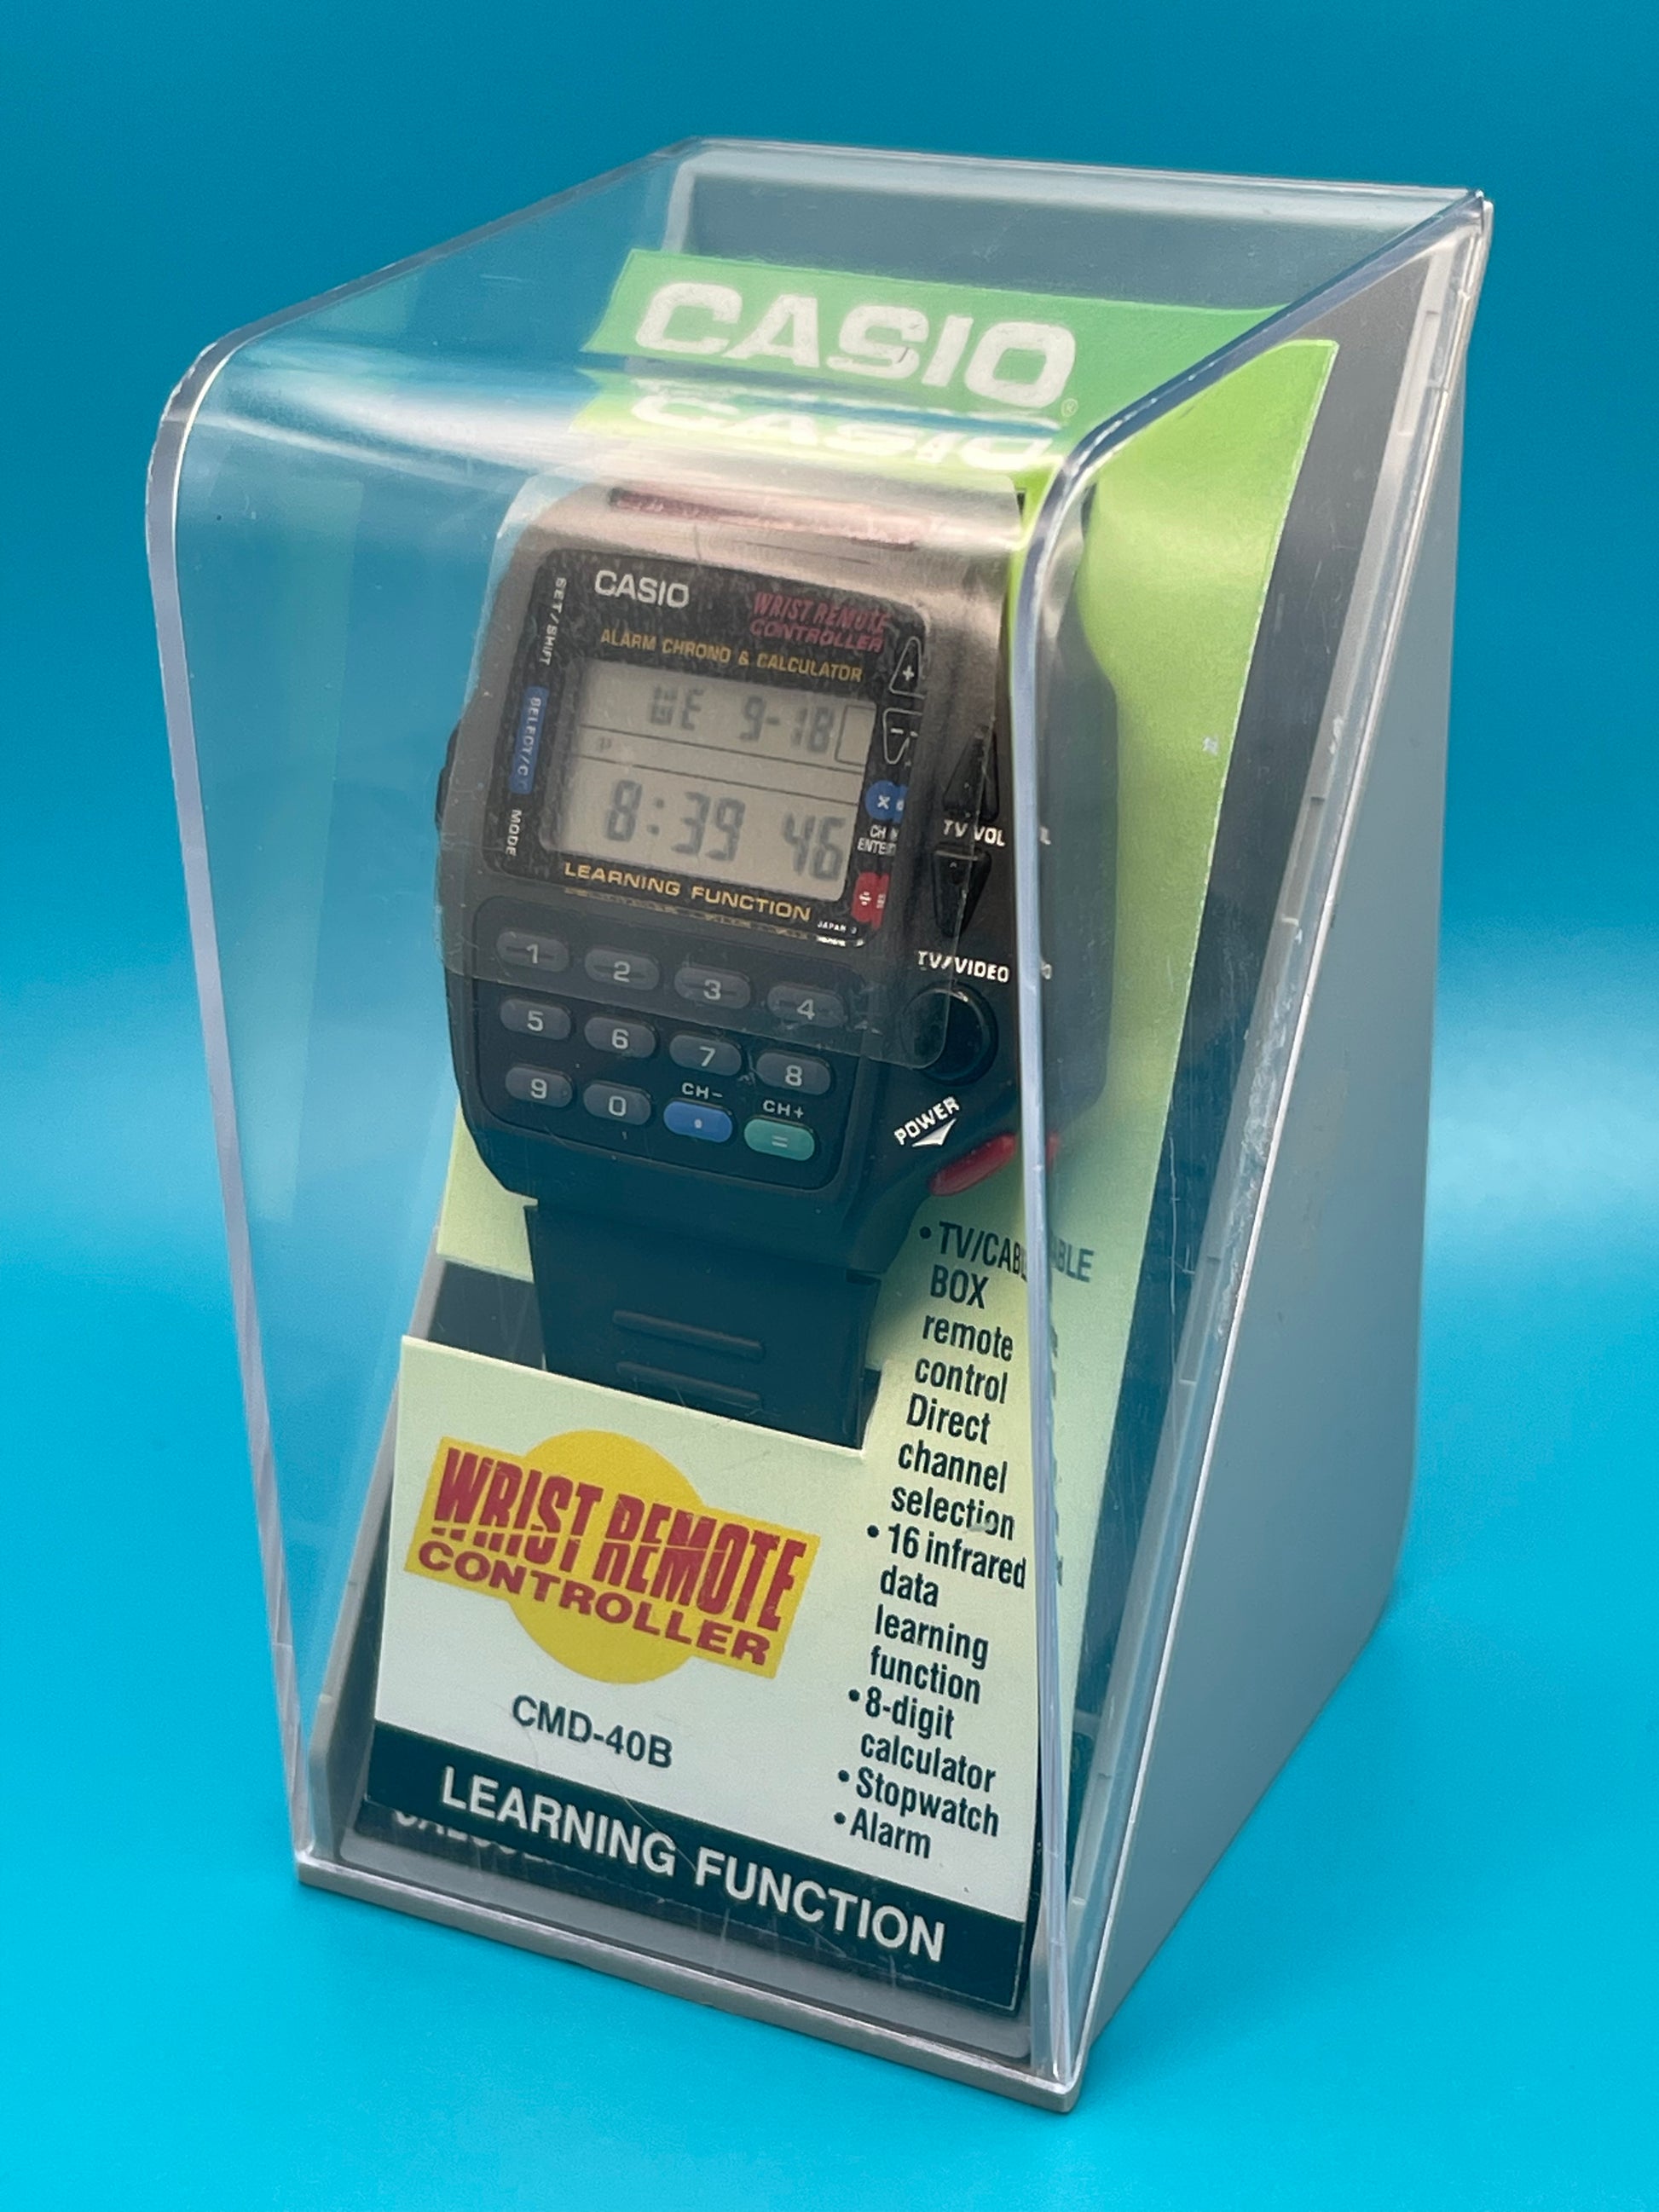 CASIO®
CASIO
WRIST REMOTE
CONTROLLER
ALARM CHRONO & CALCULATOR
SET/SHIFT
SELECT/C
MODE
WE 9-18
P
8:39 46
+
−
×
÷
LEARNING FUNCTION
JAPAN
TV VOL
TV/VIDEO
1 2 3 4
5 6 7 8
CH− CH+
9 0 • =
POWER
• TV/CABLE
BOX
remote
control
Direct
channel
selection
• 16 infrared
data
learning
function
• 8-digit
calculator
• Stopwatch
• Alarm
WRIST REMOTE
CONTROLLER
CMD-40B
LEARNING FUNCTION